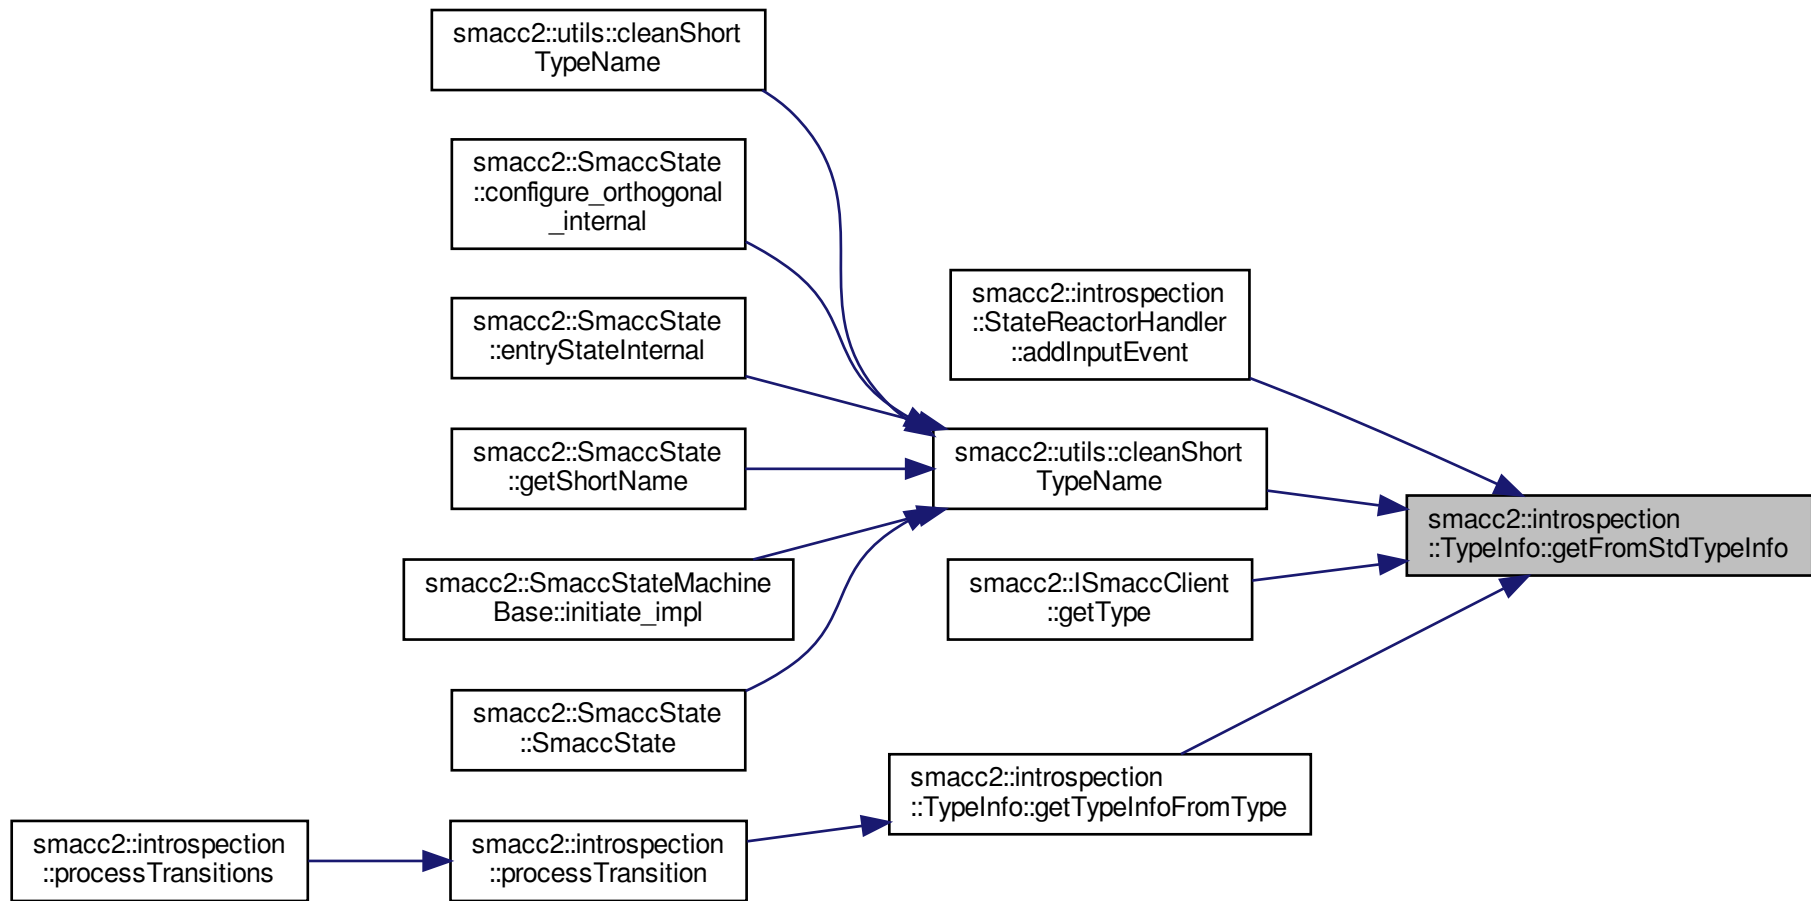 smacc2::utils::cleanShort
TypeName
smacc2::SmaccState
::configure_orthogonal
_internal
smacc2::SmaccState
::entryStateInternal
smacc2::SmaccState
::getShortName
smacc2::SmaccStateMachine
Base::initiate_impl
smacc2::SmaccState
::SmaccState
smacc2::introspection
::processTransitions
smacc2::introspection
::processTransition
smacc2::introspection
::StateReactorHandler
::addInputEvent
smacc2::utils::cleanShort
TypeName
smacc2::ISmaccClient
::getType
smacc2::introspection
::TypeInfo::getTypeInfoFromType
smacc2::introspection
::TypeInfo::getFromStdTypeInfo